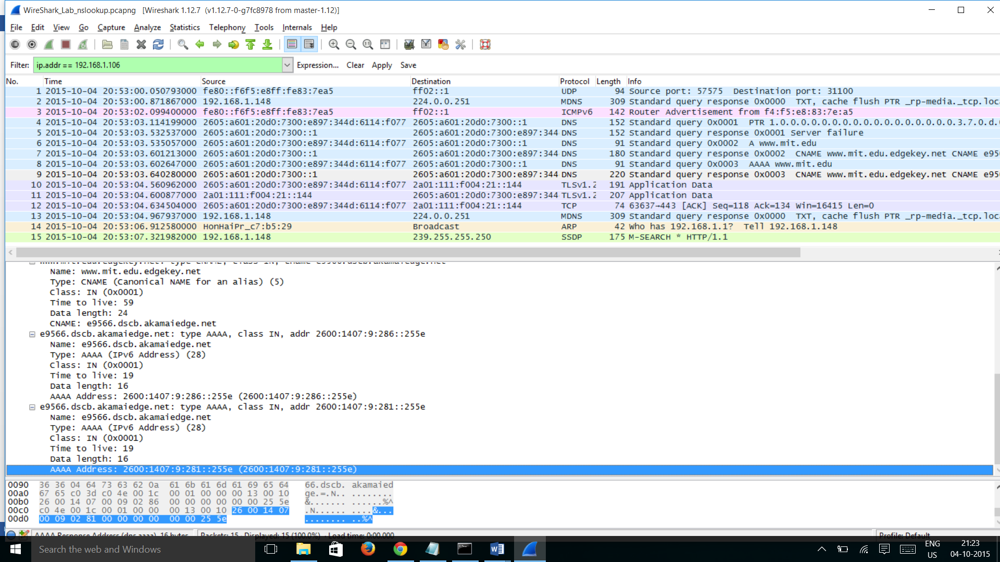 WireShark_Lab_nslookup.pcapng [Wireshark 1.12.7 (v1.12.7-0-g7fc8978 from master-1.12)]
File Edit View Go Capture Analyze Statistics Telephony Tools Internals Help
Filter: ip.addr == 192.168.1.106 Expression... Clear Apply Save
No. Time Source Destination Protocol Length Info
1 2015-10-04 20:53:00.050793000 fe80::f6f5:e8ff:fe83:7ea5 ff02::1 UDP 94 Source port: 57575 Destination port: 31100
2 2015-10-04 20:53:00.871867000 192.168.1.148 224.0.0.251 MDNS 309 Standard query response 0x0000 TXT, cache flush PTR _rp-media._tcp.loca
3 2015-10-04 20:53:02.099400000 fe80::f6f5:e8ff:fe83:7ea5 ff02::1 ICMPv6 142 Router Advertisement from f4:f5:e8:83:7e:a5
4 2015-10-04 20:53:03.114199000 2605:a601:20d0:7300:e897:344d:6114:f077 2605:a601:20d0:7300::1 DNS 152 Standard query 0x0001 PTR 1.0.0.0.0.0.0.0.0.0.0.0.0.0.0.0.0.0.3.7.0.d.
5 2015-10-04 20:53:03.532537000 2605:a601:20d0:7300::1 2605:a601:20d0:7300:e897:344 DNS 152 Standard query response 0x0001 Server failure
6 2015-10-04 20:53:03.535057000 2605:a601:20d0:7300:e897:344d:6114:f077 2605:a601:20d0:7300::1 DNS 91 Standard query 0x0002 A www.mit.edu
7 2015-10-04 20:53:03.601213000 2605:a601:20d0:7300::1 2605:a601:20d0:7300:e897:344 DNS 180 Standard query response 0x0002 CNAME www.mit.edu.edgekey.net CNAME e95
8 2015-10-04 20:53:03.602647000 2605:a601:20d0:7300:e897:344d:6114:f077 2605:a601:20d0:7300::1 DNS 91 Standard query 0x0003 AAAA www.mit.edu
9 2015-10-04 20:53:03.640280000 2605:a601:20d0:7300::1 2605:a601:20d0:7300:e897:344 DNS 220 Standard query response 0x0003 CNAME www.mit.edu.edgekey.net CNAME e95
10 2015-10-04 20:53:04.560962000 2605:a601:20d0:7300:e897:344d:6114:f077 2a01:111:f004:21::144 TLSv1.2 191 Application Data
11 2015-10-04 20:53:04.600877000 2a01:111:f004:21::144 2605:a601:20d0:7300:e897:344 TLSv1.2 207 Application Data
12 2015-10-04 20:53:04.634504000 2605:a601:20d0:7300:e897:344d:6114:f077 2a01:111:f004:21::144 TCP 74 63637→443 [ACK] Seq=118 Ack=134 Win=16415 Len=0
13 2015-10-04 20:53:04.967937000 192.168.1.148 224.0.0.251 MDNS 309 Standard query response 0x0000 TXT, cache flush PTR _rp-media._tcp.loca
14 2015-10-04 20:53:06.912580000 HonHaiPr_c7:b5:29 Broadcast ARP 42 Who has 192.168.1.1? Tell 192.168.1.148
15 2015-10-04 20:53:07.321982000 192.168.1.148 239.255.255.250 SSDP 175 M-SEARCH * HTTP/1.1
www.mit.edu.edgekey.net: type CNAME, class IN, cname e9566.dscb.akamaiedge.net
Name: www.mit.edu.edgekey.net
Type: CNAME (Canonical NAME for an alias) (5)
Class: IN (0x0001)
Time to live: 59
Data length: 24
CNAME: e9566.dscb.akamaiedge.net
e9566.dscb.akamaiedge.net: type AAAA, class IN, addr 2600:1407:9:286::255e
Name: e9566.dscb.akamaiedge.net
Type: AAAA (IPv6 Address) (28)
Class: IN (0x0001)
Time to live: 19
Data length: 16
AAAA Address: 2600:1407:9:286::255e (2600:1407:9:286::255e)
e9566.dscb.akamaiedge.net: type AAAA, class IN, addr 2600:1407:9:281::255e
Name: e9566.dscb.akamaiedge.net
Type: AAAA (IPv6 Address) (28)
Class: IN (0x0001)
Time to live: 19
Data length: 16
AAAA Address: 2600:1407:9:281::255e (2600:1407:9:281::255e)
0090 36 36 04 64 73 63 62 0a 61 6b 61 6d 61 69 65 64 66.dscb. akamaied
00a0 67 65 c0 3d c0 4e 00 1c 00 01 00 00 00 13 00 10 ge.=.N.. ........
00b0 26 00 14 07 00 09 02 86 00 00 00 00 00 00 25 5e &....... ......%^
00c0 c0 4e 00 1c 00 01 00 00 00 13 00 10 26 00 14 07 .N...... ....&...
00d0 00 09 02 81 00 00 00 00 00 00 25 5e ........ ..%^
AAAA Response Address (dns.aaaa), 16 bytes Packets: 15 · Displayed: 15 (100.0%) · Load time: 0:00.000 Profile: Default
Search the web and Windows
ENG
US
21:23
04-10-2015